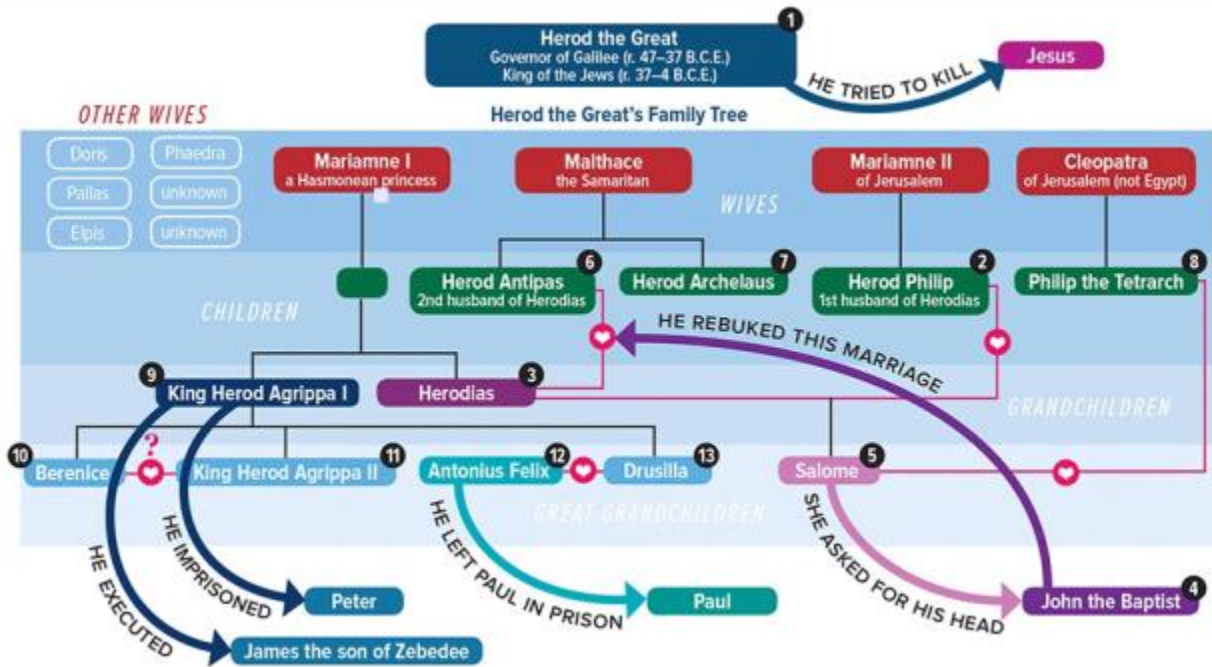 1
Herod the Great
Governor of Galilee (r. 47–37 B.C.E.)
King of the Jews (r. 37–4 B.C.E.)
HE TRIED TO KILL
Jesus
Herod the Great's Family Tree
OTHER WIVES
Doris
Phaedra
Pallas
unknown
Elpis
unknown
Mariamne I
a Hasmonean princess
Malthace
the Samaritan
Mariamne II
of Jerusalem
Cleopatra
of Jerusalem (not Egypt)
WIVES
6
Herod Antipas
2nd husband of Herodias
7
Herod Archelaus
2
Herod Philip
1st husband of Herodias
8
Philip the Tetrarch
CHILDREN
HE REBUKED THIS MARRIAGE
9
King Herod Agrippa I
3
Herodias
GRANDCHILDREN
10
Berenice
?
11
King Herod Agrippa II
12
Antonius Felix
13
Drusilla
5
Salome
GREAT GRANDCHILDREN
HE EXECUTED
HE IMPRISONED
HE LEFT PAUL IN PRISON
SHE ASKED FOR HIS HEAD
Peter
Paul
4
John the Baptist
James the son of Zebedee